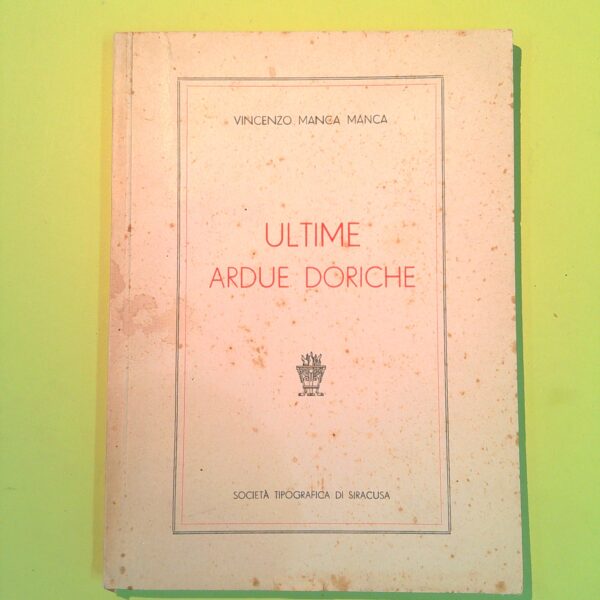 VINCENZO MANCA MANCA
ULTIME
ARDUE DORICHE
SOCIETÀ TIPOGRAFICA DI SIRACUSA